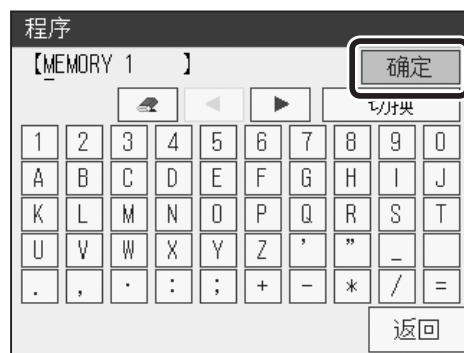 程序
【MEMORY 1 】 确定
切换
1 2 3 4 5 6 7 8 9 0
A B C D E F G H I J
K L M N O P Q R S T
U V W X Y Z ’ ” _
. , · : ; + − * / =
返回